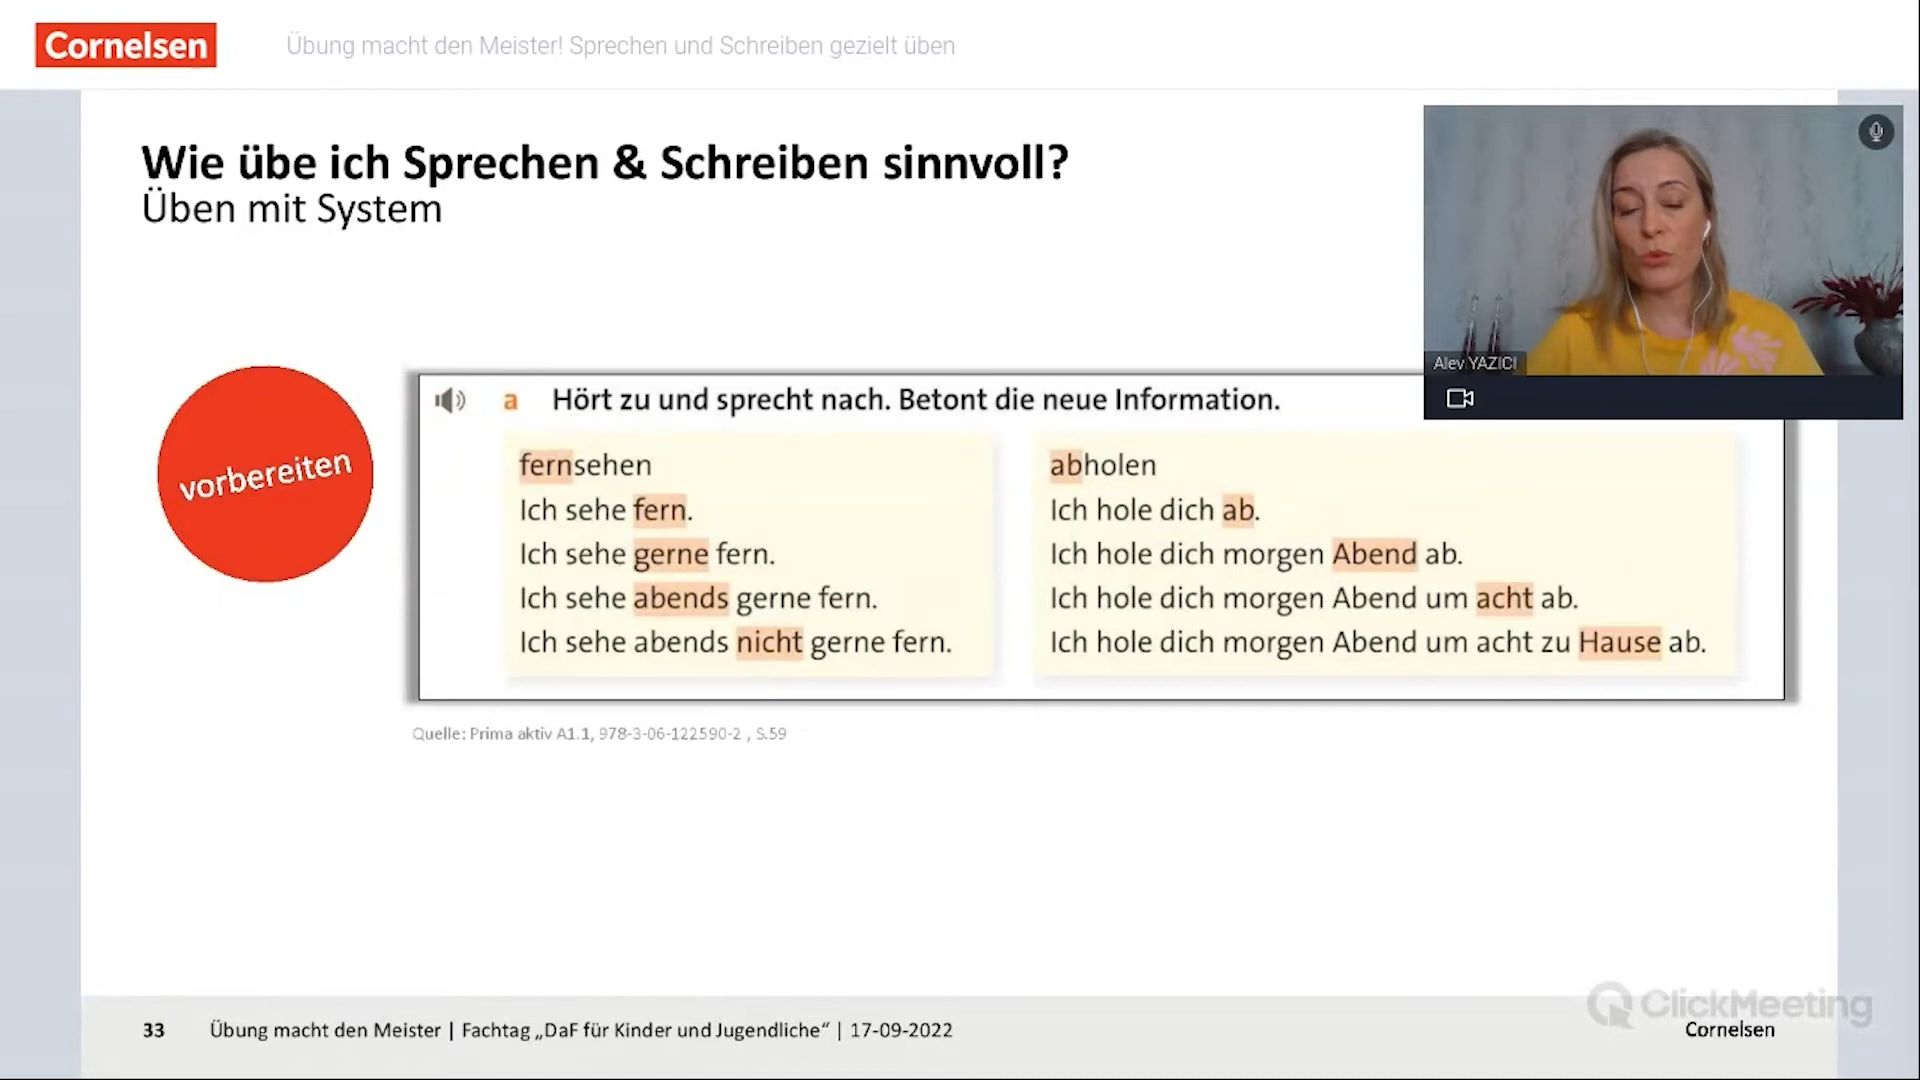 Cornelsen
Übung macht den Meister! Sprechen und Schreiben gezielt üben
Wie übe ich Sprechen & Schreiben sinnvoll?
Üben mit System
Alev YAZICI
vorbereiten
a Hört zu und sprecht nach. Betont die neue Information.
fernsehen
Ich sehe fern.
Ich sehe gerne fern.
Ich sehe abends gerne fern.
Ich sehe abends nicht gerne fern.
abholen
Ich hole dich ab.
Ich hole dich morgen Abend ab.
Ich hole dich morgen Abend um acht ab.
Ich hole dich morgen Abend um acht zu Hause ab.
Quelle: Prima aktiv A1.1, 978-3-06-122590-2 , S.59
ClickMeeting
33 Übung macht den Meister | Fachtag „DaF für Kinder und Jugendliche“ | 17-09-2022
Cornelsen